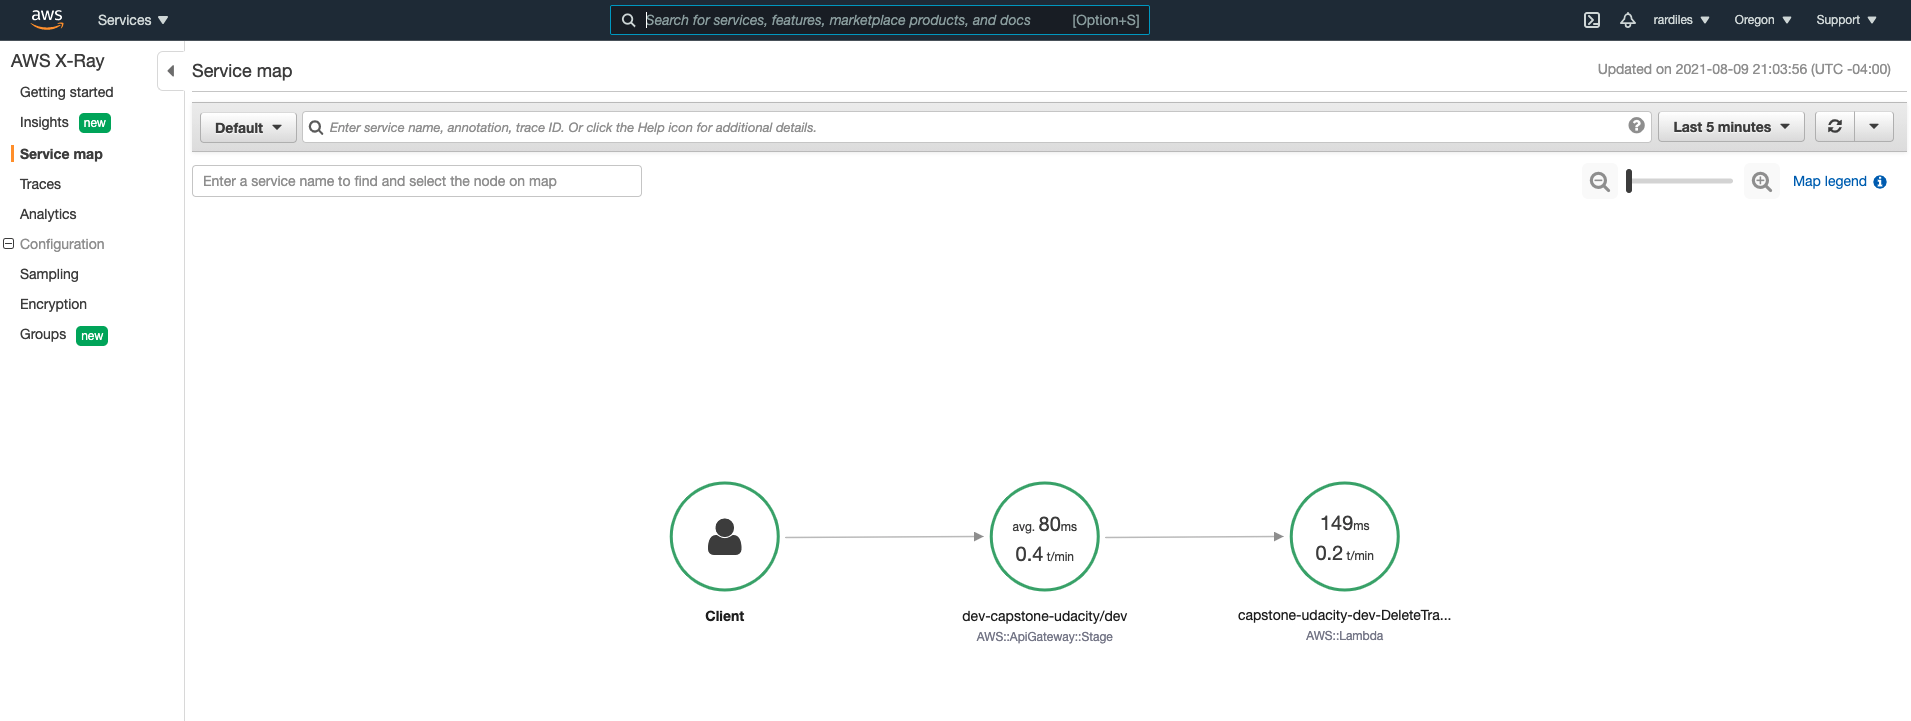 aws
Services
Search for services, features, marketplace products, and docs [Option+S]
rardiles
Oregon
Support
AWS X-Ray
Getting started
Insights new
Service map
Traces
Analytics
Configuration
Sampling
Encryption
Groups new
Service map
Updated on 2021-08-09 21:03:56 (UTC -04:00)
Default
Enter service name, annotation, trace ID. Or click the Help icon for additional details.
Last 5 minutes
Enter a service name to find and select the node on map
Map legend
avg. 80ms
0.4 t/min
149ms
0.2 t/min
Client
dev-capstone-udacity/dev
AWS::ApiGateway::Stage
capstone-udacity-dev-DeleteTra...
AWS::Lambda